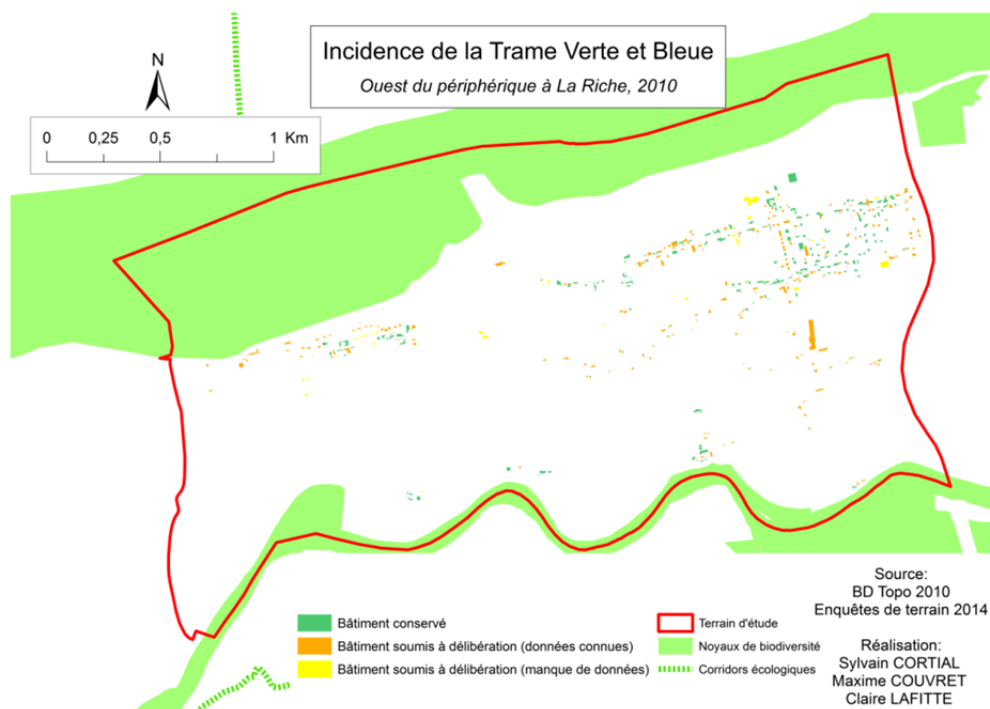 Incidence de la Trame Verte et Bleue
Ouest du périphérique à La Riche, 2010
N
0 0,25 0,5 1 Km
Source:
BD Topo 2010
Enquêtes de terrain 2014
Réalisation:
Sylvain CORTIAL
Maxime COUVRET
Claire LAFITTE
Bâtiment conservé
Bâtiment soumis à délibération (données connues)
Bâtiment soumis à délibération (manque de données)
Terrain d'étude
Noyaux de biodiversité
Corridors écologiques